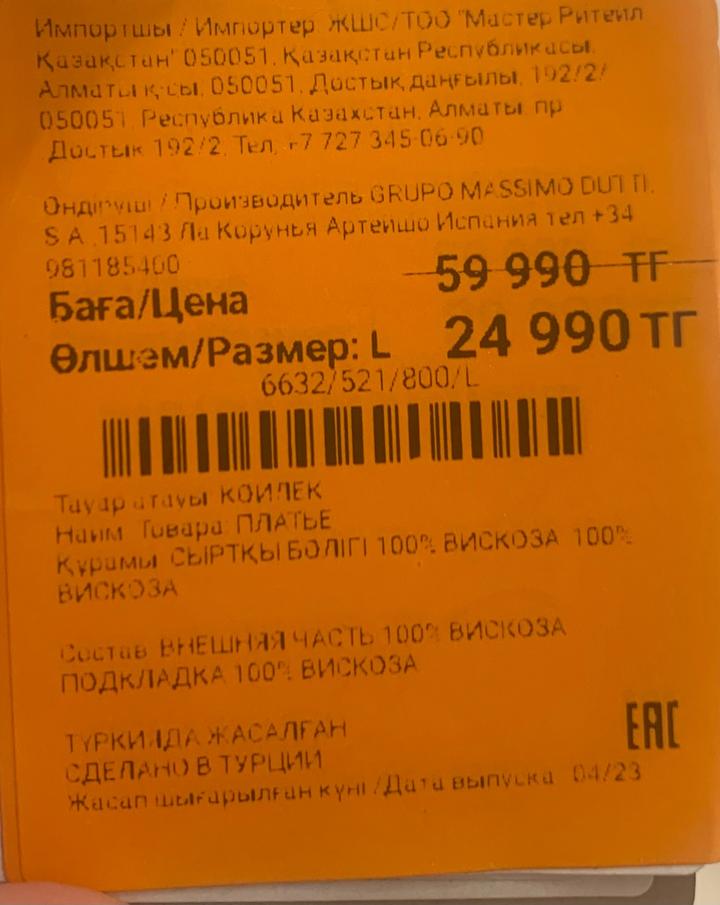 Импортшы / Импортер ЖШС/ТОО "Мастер Ритейл
Қазақстан" 050051, Қазақстан Республикасы,
Алматы қ-сы, 050051, Достық даңғылы, 192/2/
050051, Республика Казахстан, Алматы, пр
Достык 192/2, Тел. +7 727 345-06-90
Өндіруші / Производитель GRUPO MASSIMO DUTTI,
S.A. 15143 Ла Корунья Артейшо Испания тел +34
981185400
Баға/Цена 59 990 ТГ
Өлшем/Размер: L 24 990 ТГ
6632/521/800/L
Тауар атауы КӨЙЛЕК
Наим. Товара: ПЛАТЬЕ
Құрамы СЫРТҚЫ БӨЛІГІ 100% ВИСКОЗА 100%
ВИСКОЗА
Состав ВНЕШНЯЯ ЧАСТЬ 100% ВИСКОЗА
ПОДКЛАДКА 100% ВИСКОЗА
ТҮРКИЯДА ЖАСАЛҒАН
СДЕЛАНО В ТУРЦИИ
EAC
Жасап шығарылған күні /Дата выпуска 04/23